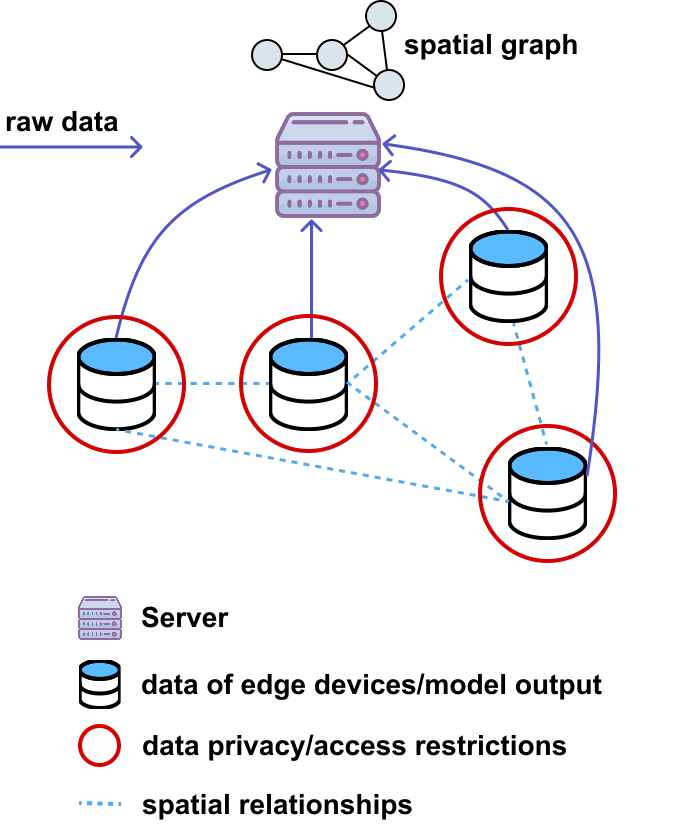 spatial graph
raw data
Server
data of edge devices/model output
data privacy/access restrictions
spatial relationships